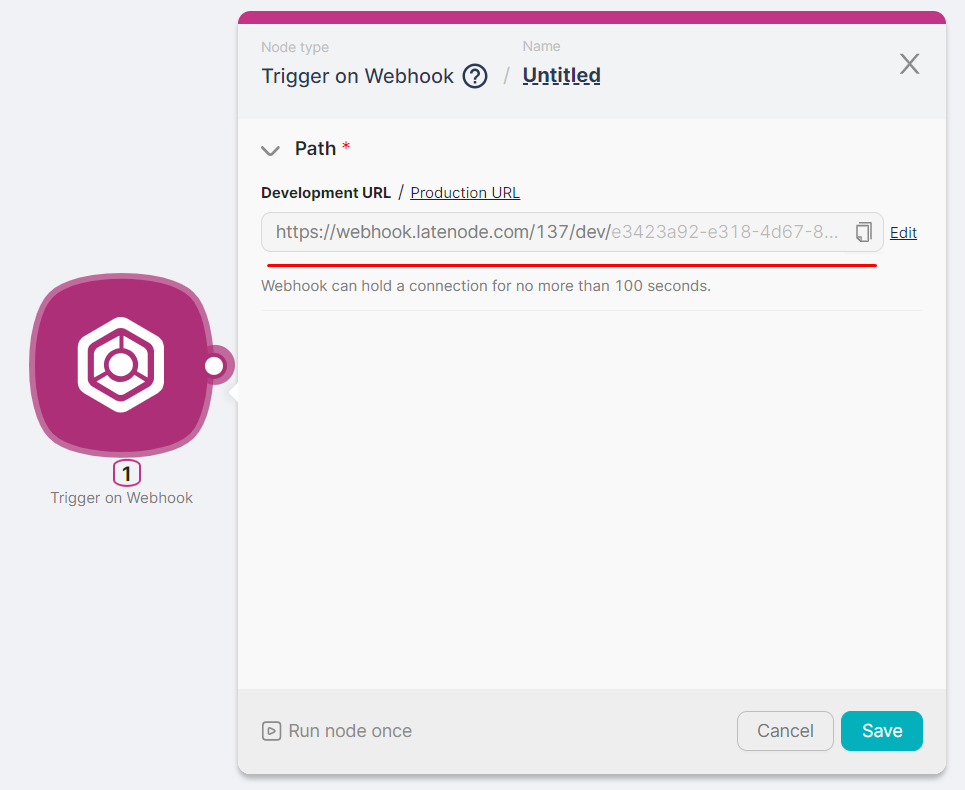 Node type
Name
Trigger on Webhook ? / Untitled
X
Path *
Development URL / Production URL
https://webhook.latenode.com/137/dev/e3423a92-e318-4d67-8...
Edit
Webhook can hold a connection for no more than 100 seconds.
1
Trigger on Webhook
Run node once
Cancel
Save